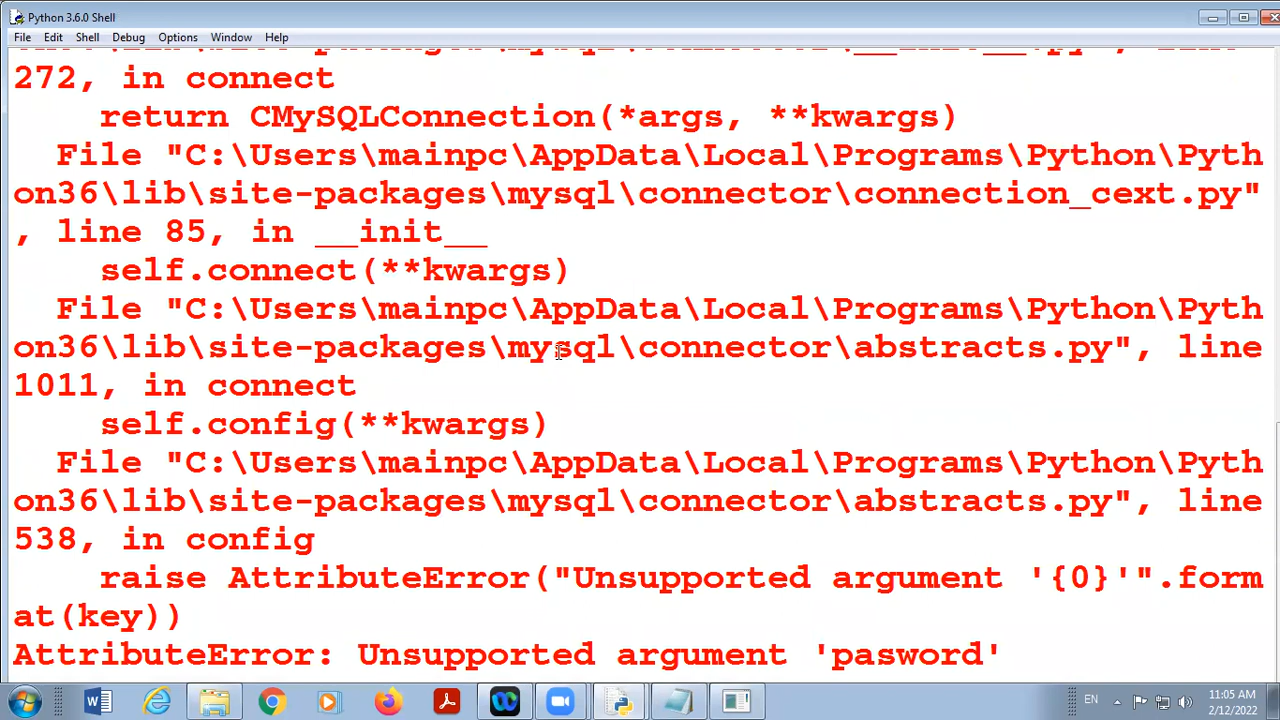 Python 3.6.0 Shell
File Edit Shell Debug Options Window Help
272, in connect
return CMySQLConnection(*args, **kwargs)
File "C:\Users\mainpc\AppData\Local\Programs\Python\Pyth
on36\lib\site-packages\mysql\connector\connection_cext.py"
, line 85, in __init__
self.connect(**kwargs)
File "C:\Users\mainpc\AppData\Local\Programs\Python\Pyth
on36\lib\site-packages\mysql\connector\abstracts.py", line
1011, in connect
self.config(**kwargs)
File "C:\Users\mainpc\AppData\Local\Programs\Python\Pyth
on36\lib\site-packages\mysql\connector\abstracts.py", line
538, in config
raise AttributeError("Unsupported argument '{0}'".form
at(key))
AttributeError: Unsupported argument 'pasword'
EN
11:05 AM
2/12/2022